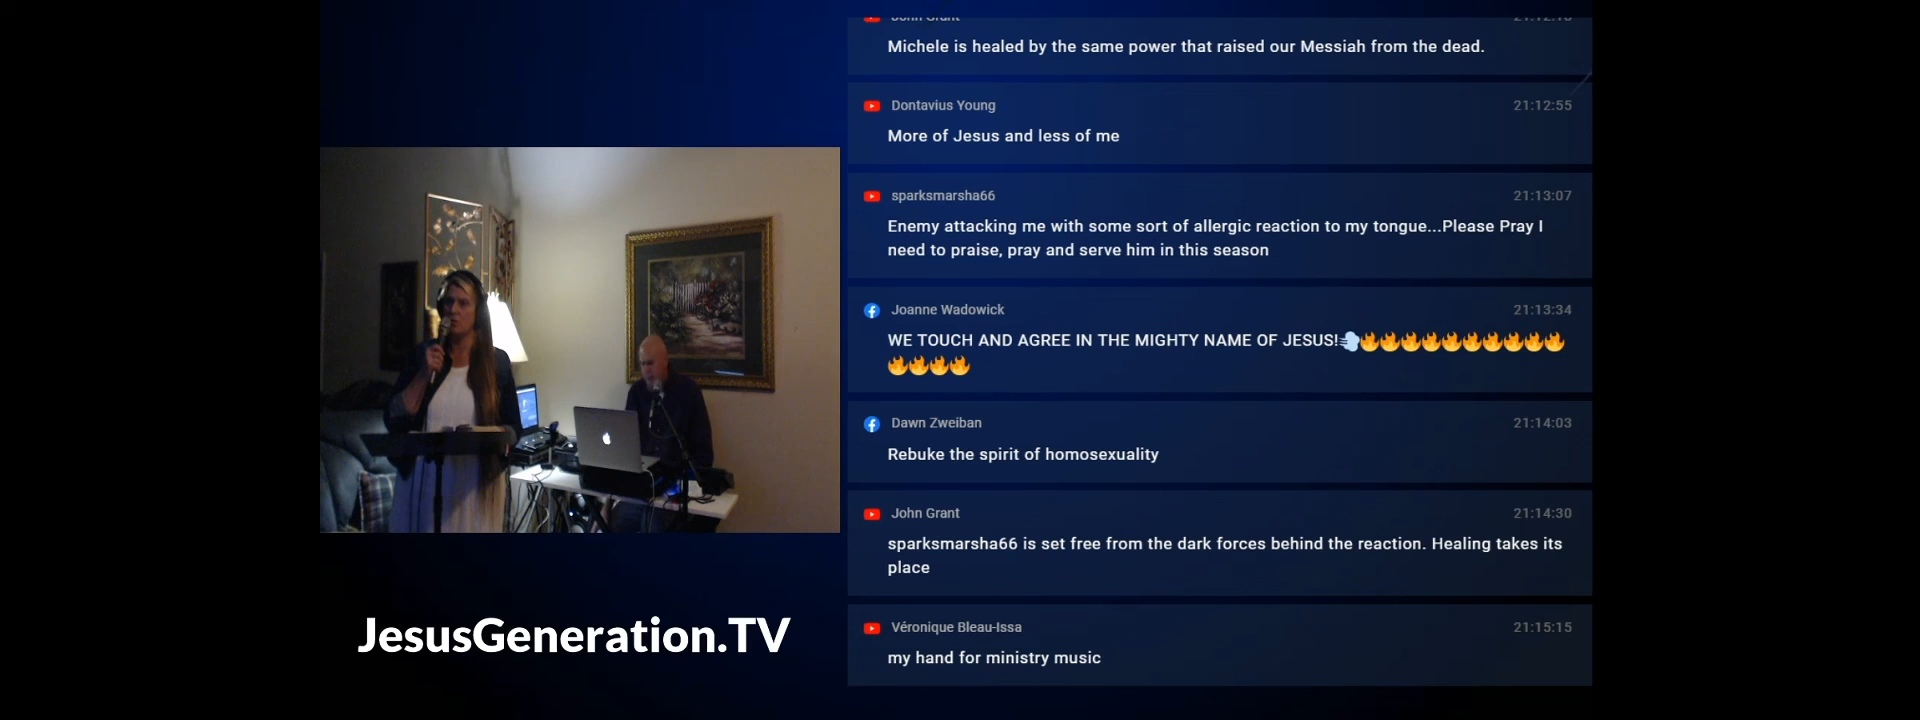 Michele is healed by the same power that raised our Messiah from the dead.
Dontavius Young 21:12:55
More of Jesus and less of me
sparksmarsha66 21:13:07
Enemy attacking me with some sort of allergic reaction to my tongue...Please Pray I
need to praise, pray and serve him in this season
Joanne Wadowick 21:13:34
WE TOUCH AND AGREE IN THE MIGHTY NAME OF JESUS!💨🔥🔥🔥🔥🔥🔥🔥🔥🔥🔥
🔥🔥🔥🔥
Dawn Zweiban 21:14:03
Rebuke the spirit of homosexuality
John Grant 21:14:30
sparksmarsha66 is set free from the dark forces behind the reaction. Healing takes its
place
Véronique Bleau-Issa 21:15:15
my hand for ministry music
JesusGeneration.TV